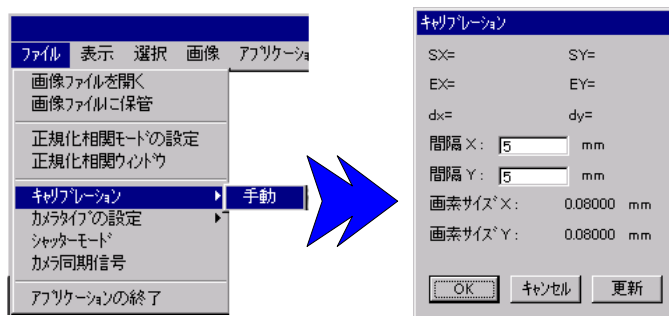 ファイル 表示 選択 画像 アプリケーショ
画像ファイルを開く
画像ファイルに保管
正規化相関モードの設定
正規化相関ウィンドウ
キャリブレーション
手動
カメラタイプの設定
シャッターモード
カメラ同期信号
アプリケーションの終了
キャリブレーション
SX= SY=
EX= EY=
dx= dy=
間隔X: 5 mm
間隔Y: 5 mm
画素サイズX: 0.08000 mm
画素サイズY: 0.08000 mm
OK キャンセル 更新